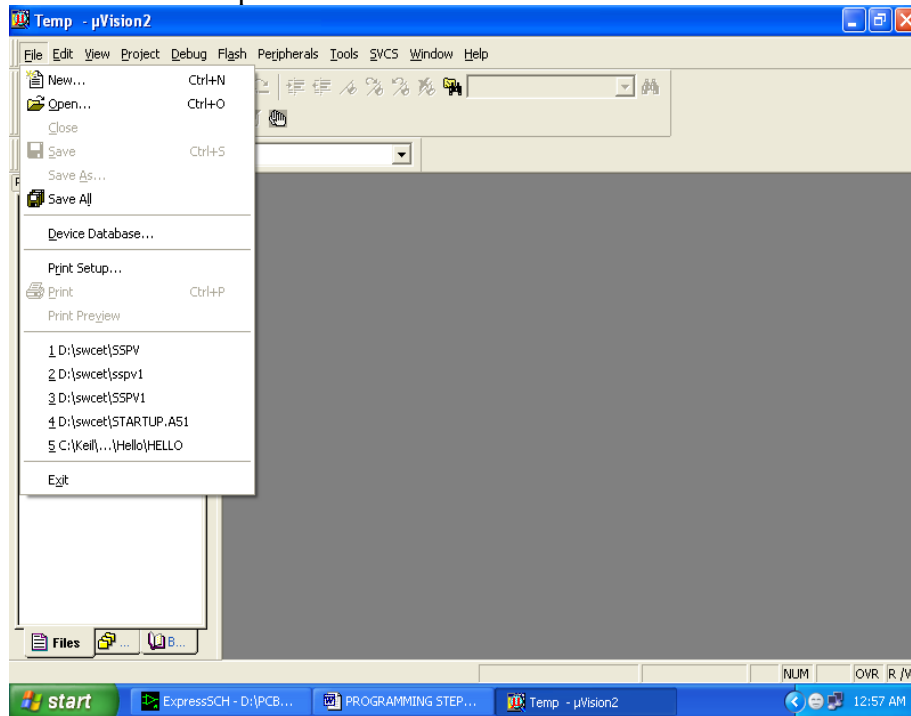 Temp - µVision2
File Edit View Project Debug Flash Peripherals Tools SVCS Window Help
New... Ctrl+N
Open... Ctrl+O
Close
Save Ctrl+S
Save As...
Save All
Device Database...
Print Setup...
Print Ctrl+P
Print Preview
1 D:\swcet\SSPV
2 D:\swcet\sspv1
3 D:\swcet\SSPV1
4 D:\swcet\STARTUP.A51
5 C:\Keil\...\Hello\HELLO
Exit
Files ... B...
NUM OVR R /W
start ExpressSCH - D:\PCB... PROGRAMMING STEP... Temp - µVision2 12:57 AM